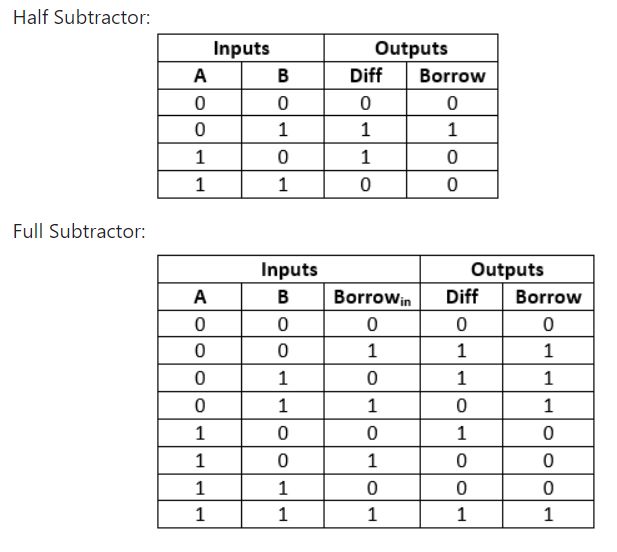 Half Subtractor:
Inputs Outputs
A B Diff Borrow
0 0 0 0
0 1 1 1
1 0 1 0
1 1 0 0
Full Subtractor:
Inputs Outputs
A B Borrowin Diff Borrow
0 0 0 0 0
0 0 1 1 1
0 1 0 1 1
0 1 1 0 1
1 0 0 1 0
1 0 1 0 0
1 1 0 0 0
1 1 1 1 1